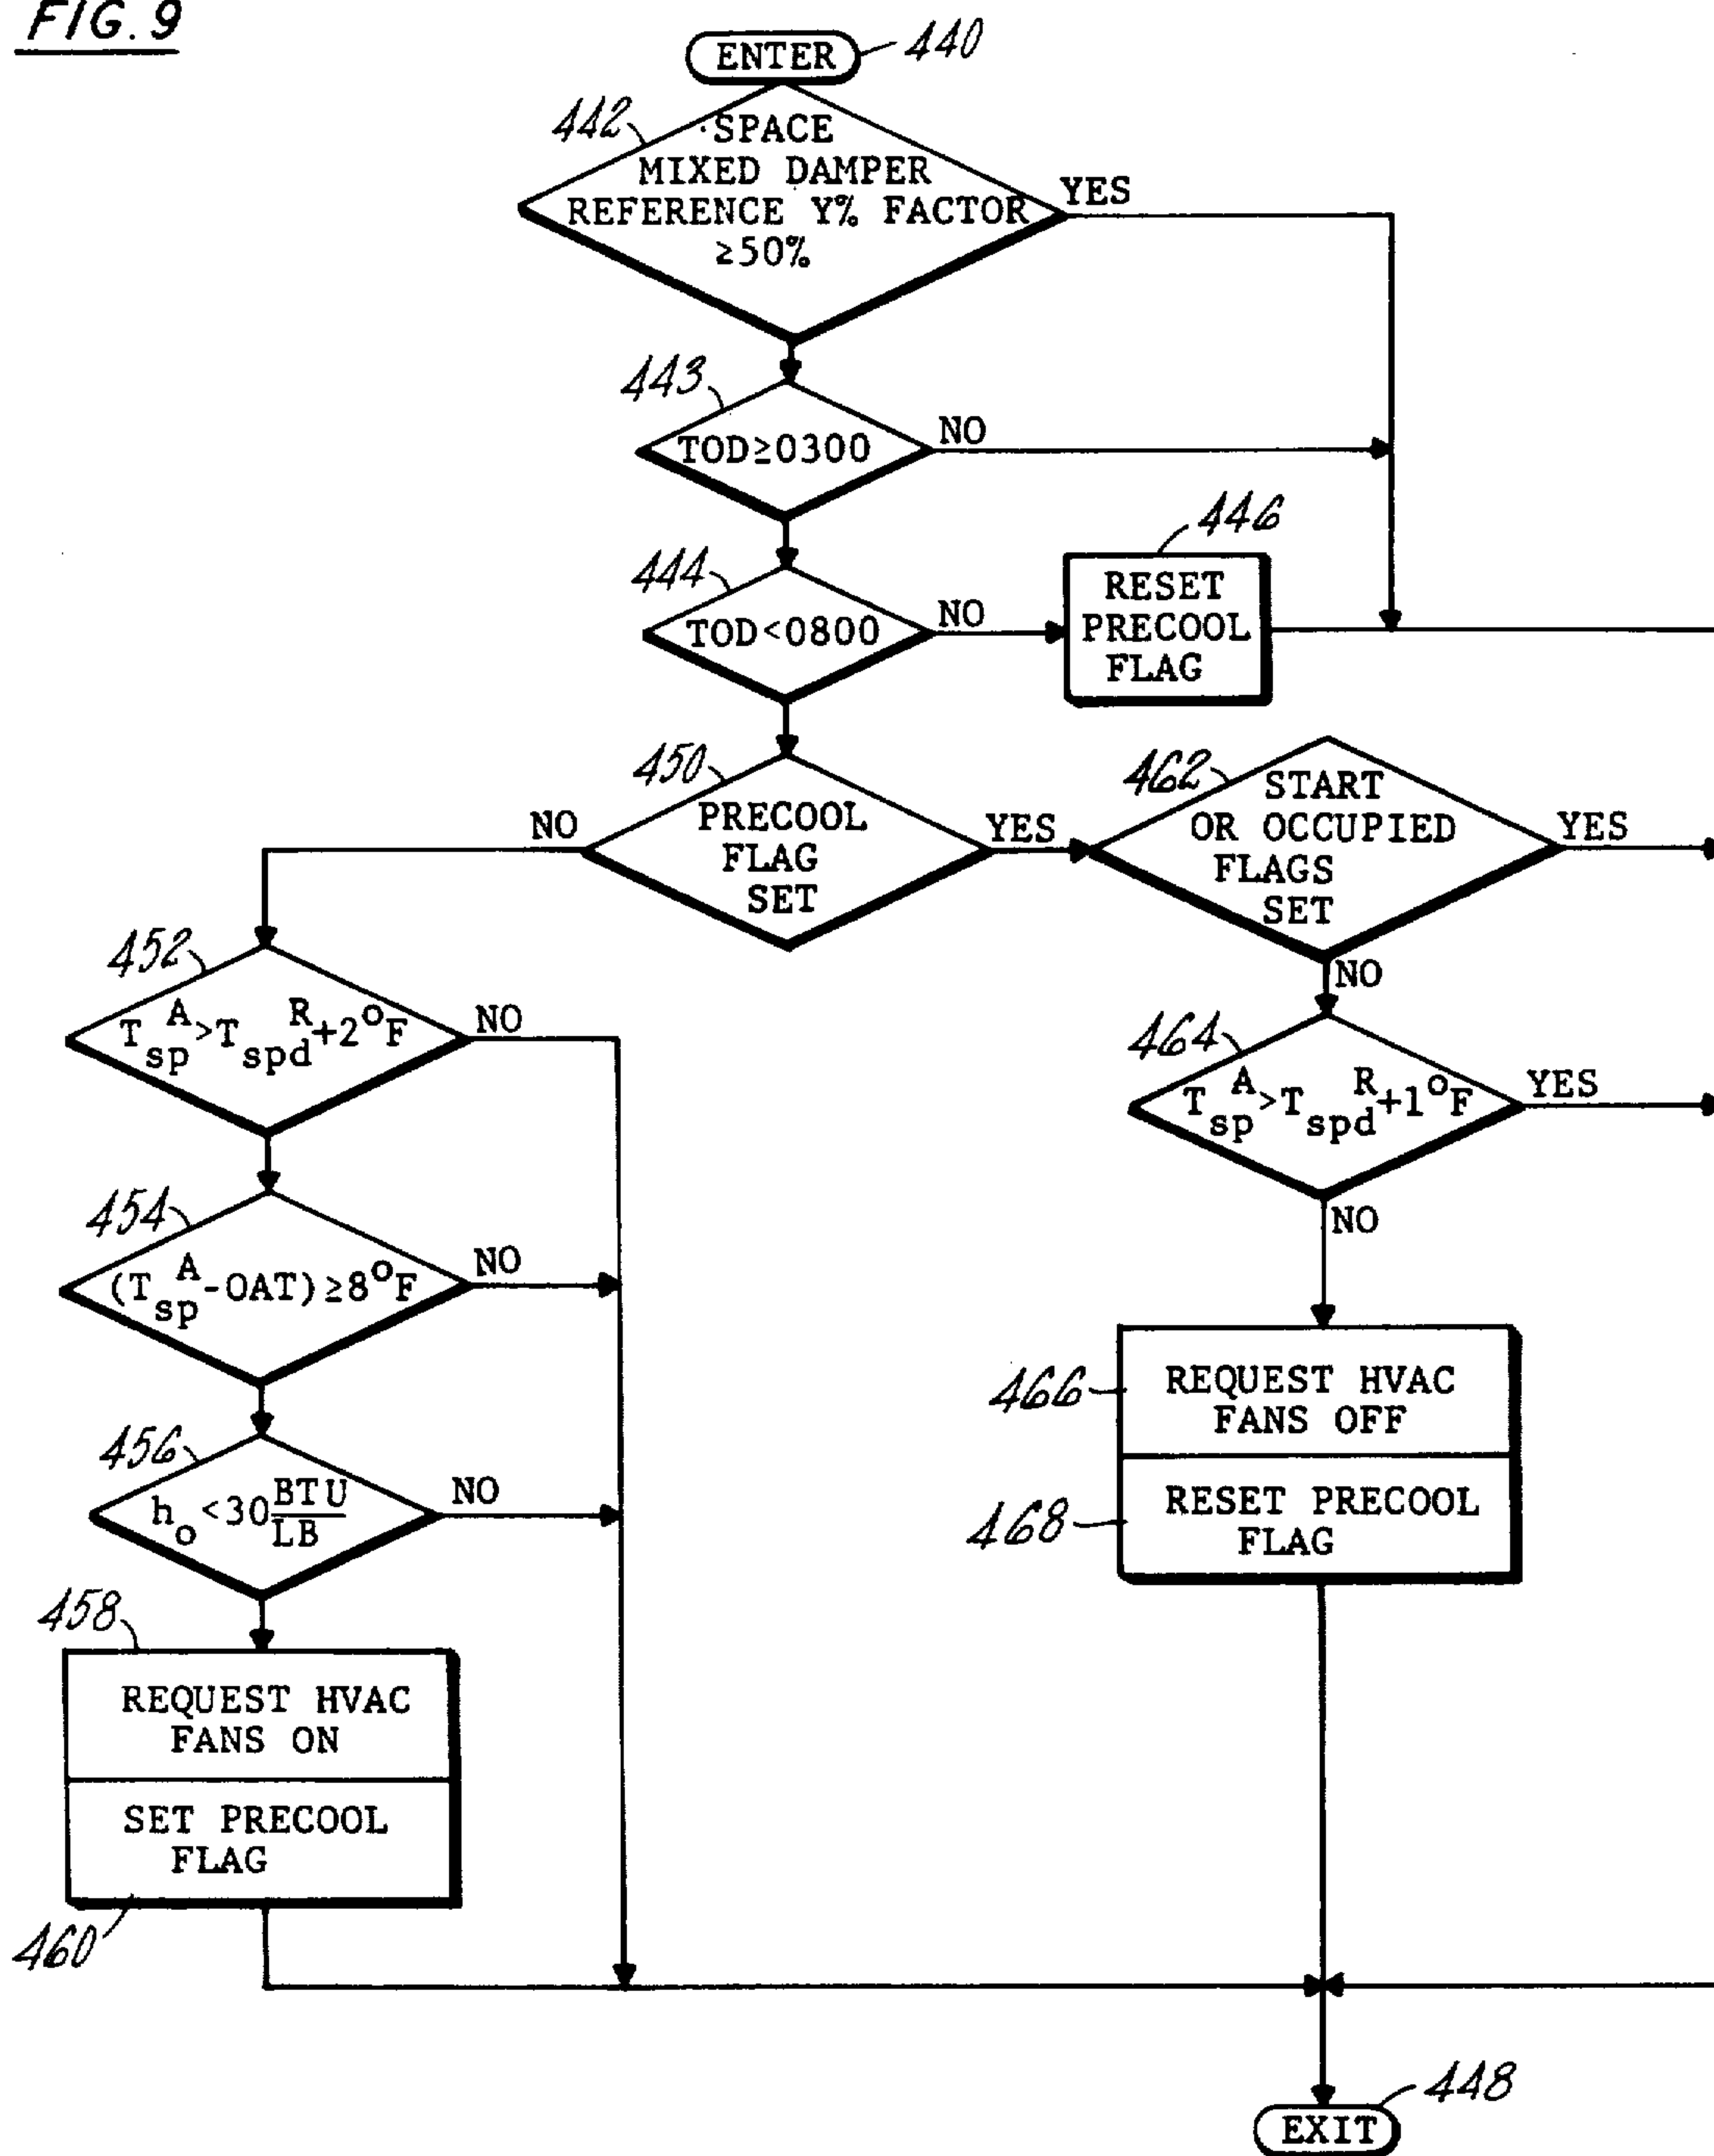 FIG. 9
ENTER
440
442
SPACE
MIXED DAMPER
REFERENCE Y% FACTOR
≥50%
YES
443
TOD≥0300
NO
444
TOD<0800
NO
446
RESET
PRECOOL
FLAG
450
PRECOOL
FLAG
SET
NO
YES
462
START
OR OCCUPIED
FLAGS
SET
YES
NO
452
T_sp^A>T_spd^R+2°F
NO
464
T_sp^A>T_spd^R+1°F
YES
NO
454
(T_sp^A-OAT)≥8°F
NO
456
h_o<30 BTU/LB
NO
466
REQUEST HVAC
FANS OFF
468
RESET PRECOOL
FLAG
458
REQUEST HVAC
FANS ON
SET PRECOOL
FLAG
460
448
EXIT